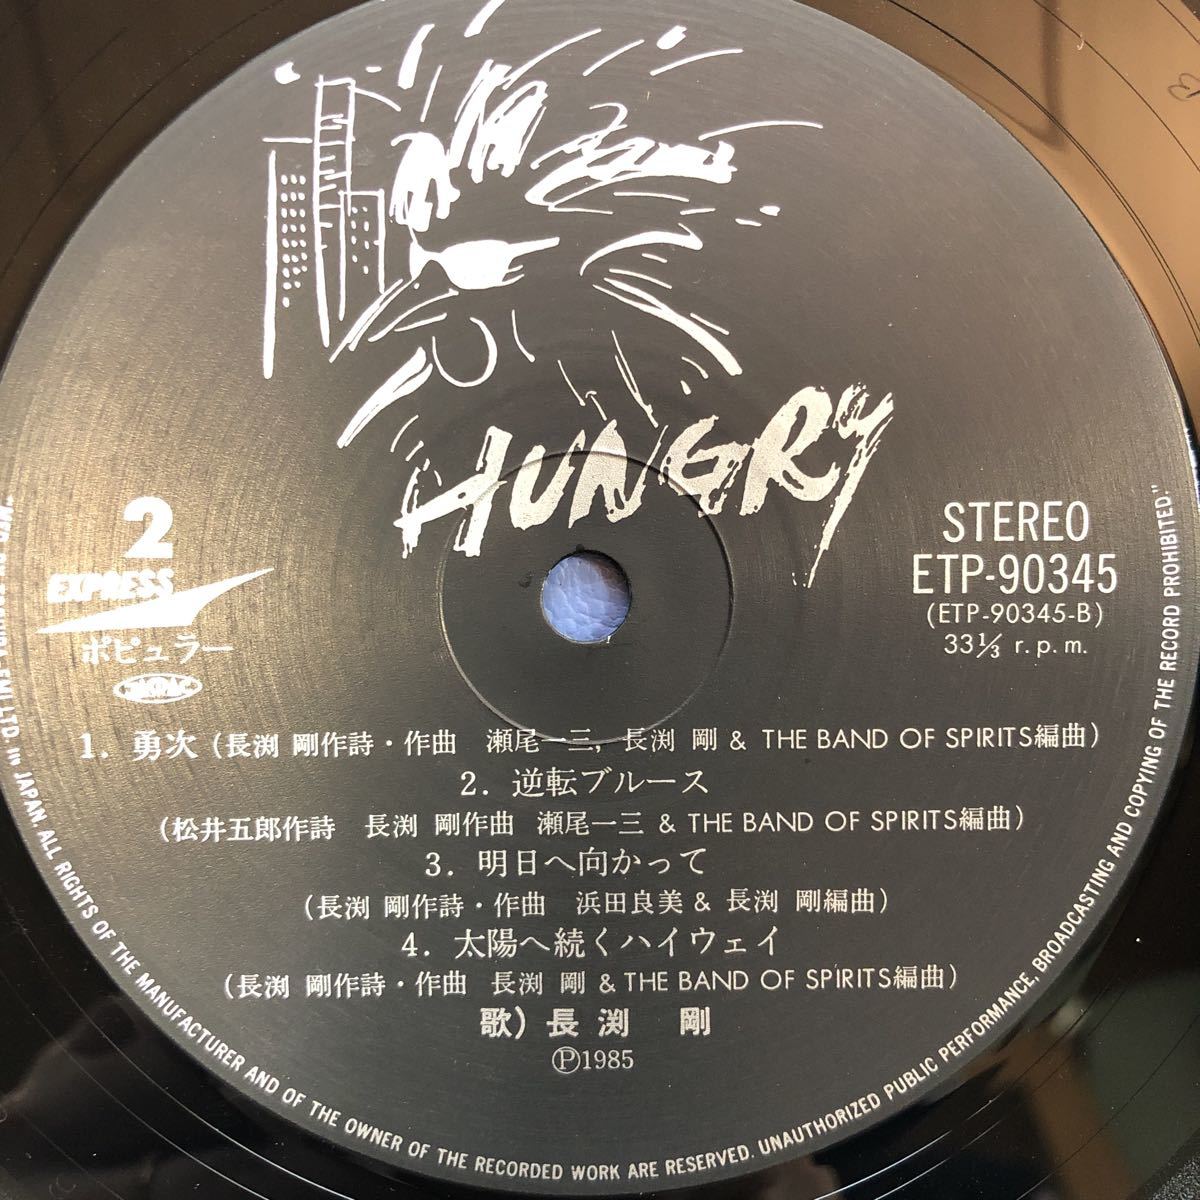 HUNGRY
2
EXPRESS
ポピュラー
JASRAC
STEREO
ETP-90345
(ETP-90345-B)
33⅓ r.p.m.
1. 勇次 (長渕 剛作詩・作曲 瀬尾一三, 長渕 剛 & THE BAND OF SPIRITS編曲)
2. 逆転ブルース
(松井五郎作詩 長渕 剛作曲 瀬尾一三 & THE BAND OF SPIRITS編曲)
3. 明日へ向かって
(長渕 剛作詩・作曲 浜田良美 & 長渕 剛編曲)
4. 太陽へ続くハイウェイ
(長渕 剛作詩・作曲 長渕 剛 & THE BAND OF SPIRITS編曲)
歌) 長渕 剛
Ⓟ1985
EMI LTD. IN JAPAN. ALL RIGHTS OF THE MANUFACTURER AND OF THE OWNER OF THE RECORDED WORK ARE RESERVED. UNAUTHORIZED PUBLIC PERFORMANCE, BROADCASTING AND COPYING OF THE RECORD PROHIBITED."